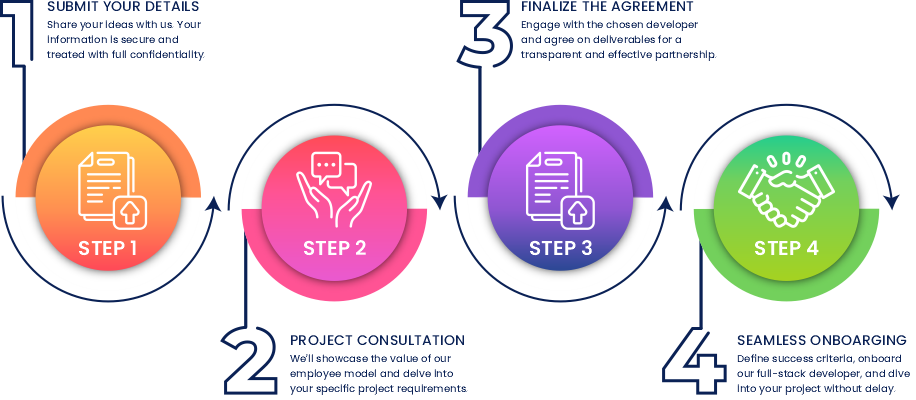 1
SUBMIT YOUR DETAILS
Share your ideas with us. Your
information is secure and
treated with full confidentiality.
STEP 1
STEP 2
2
PROJECT CONSULTATION
We'll showcase the value of our
employee model and delve into
your specific project requirements.
3
FINALIZE THE AGREEMENT
Engage with the chosen developer
and agree on deliverables for a
transparent and effective partnership.
STEP 3
STEP 4
4
SEAMLESS ONBOARGING
Define success criteria, onboard
our full-stack developer, and dive
into your project without delay.